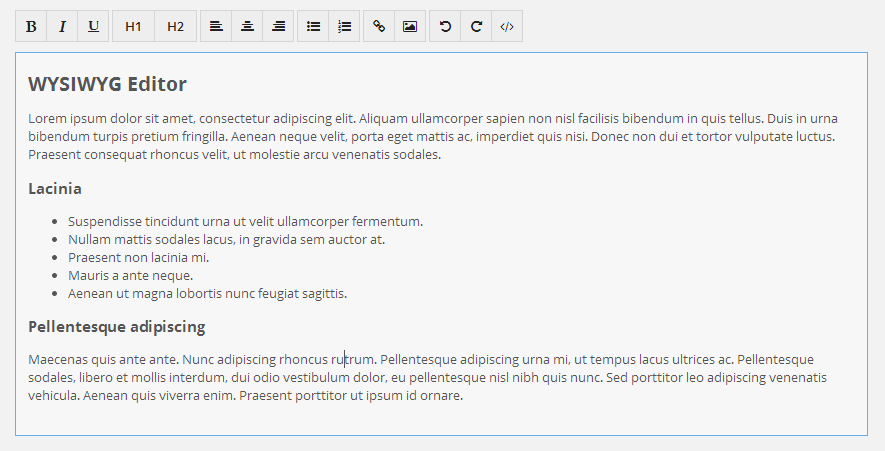 B I U H1 H2
WYSIWYG Editor
Lorem ipsum dolor sit amet, consectetur adipiscing elit. Aliquam ullamcorper sapien non nisl facilisis bibendum in quis tellus. Duis in urna
bibendum turpis pretium fringilla. Aenean neque velit, porta eget mattis ac, imperdiet quis nisi. Donec non dui et tortor vulputate luctus.
Praesent consequat rhoncus velit, ut molestie arcu venenatis sodales.
Lacinia
• Suspendisse tincidunt urna ut velit ullamcorper fermentum.
• Nullam mattis sodales lacus, in gravida sem auctor at.
• Praesent non lacinia mi.
• Mauris a ante neque.
• Aenean ut magna lobortis nunc feugiat sagittis.
Pellentesque adipiscing
Maecenas quis ante ante. Nunc adipiscing rhoncus rutrum. Pellentesque adipiscing urna mi, ut tempus lacus ultrices ac. Pellentesque
sodales, libero et mollis interdum, dui odio vestibulum dolor, eu pellentesque nisl nibh quis nunc. Sed porttitor leo adipiscing venenatis
vehicula. Aenean quis viverra enim. Praesent porttitor ut ipsum id ornare.